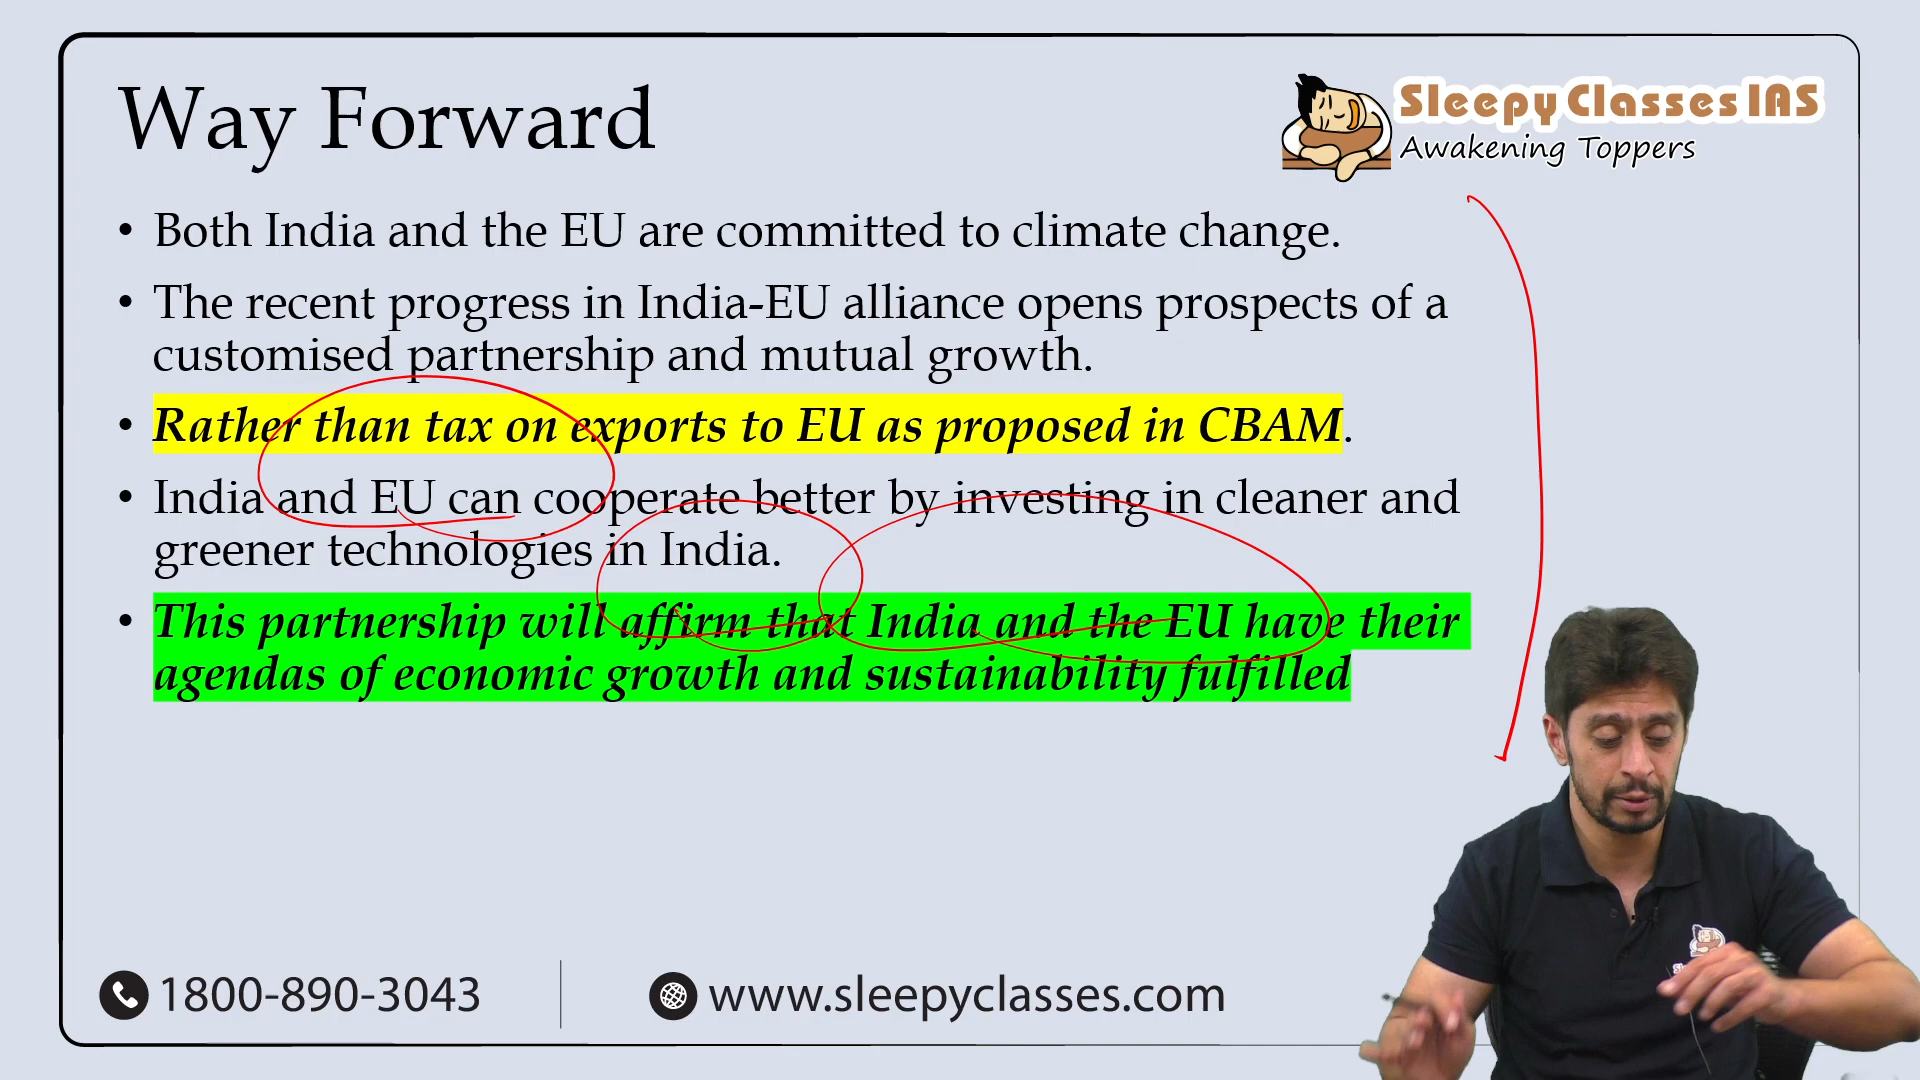 Way Forward
Sleepy Classes IAS
Awakening Toppers
• Both India and the EU are committed to climate change.
• The recent progress in India-EU alliance opens prospects of a
customised partnership and mutual growth.
• Rather than tax on exports to EU as proposed in CBAM.
• India and EU can cooperate better by investing in cleaner and
greener technologies in India.
• This partnership will affirm that India and the EU have their
agendas of economic growth and sustainability fulfilled
1800-890-3043
www.sleepyclasses.com